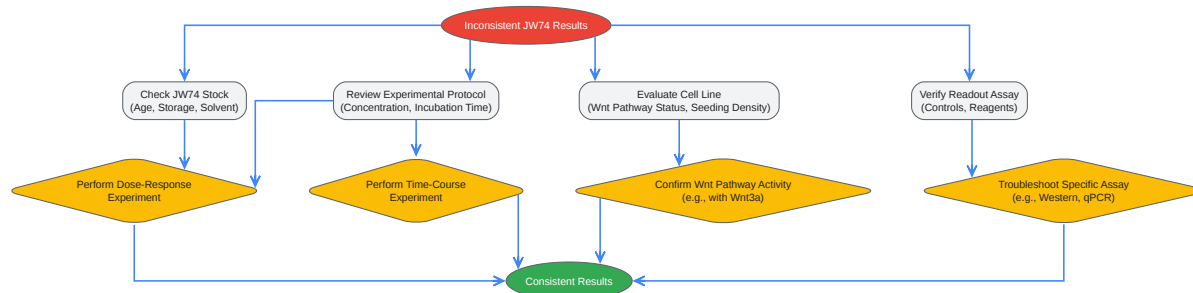 Inconsistent JW74 Results
Check JW74 Stock
(Age, Storage, Solvent)
Review Experimental Protocol
(Concentration, Incubation Time)
Evaluate Cell Line
(Wnt Pathway Status, Seeding Density)
Verify Readout Assay
(Controls, Reagents)
Perform Dose-Response
Experiment
Perform Time-Course
Experiment
Confirm Wnt Pathway Activity
(e.g., with Wnt3a)
Troubleshoot Specific Assay
(e.g., Western, qPCR)
Consistent Results